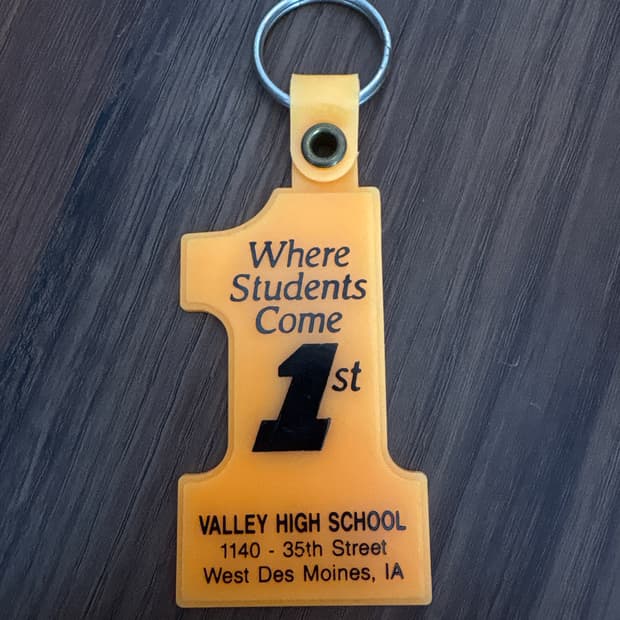 Where
Students
Come
1st
VALLEY HIGH SCHOOL
1140 - 35th Street
West Des Moines, IA